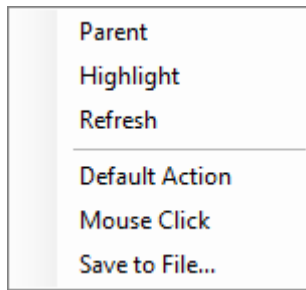 Parent
Highlight
Refresh
Default Action
Mouse Click
Save to File...